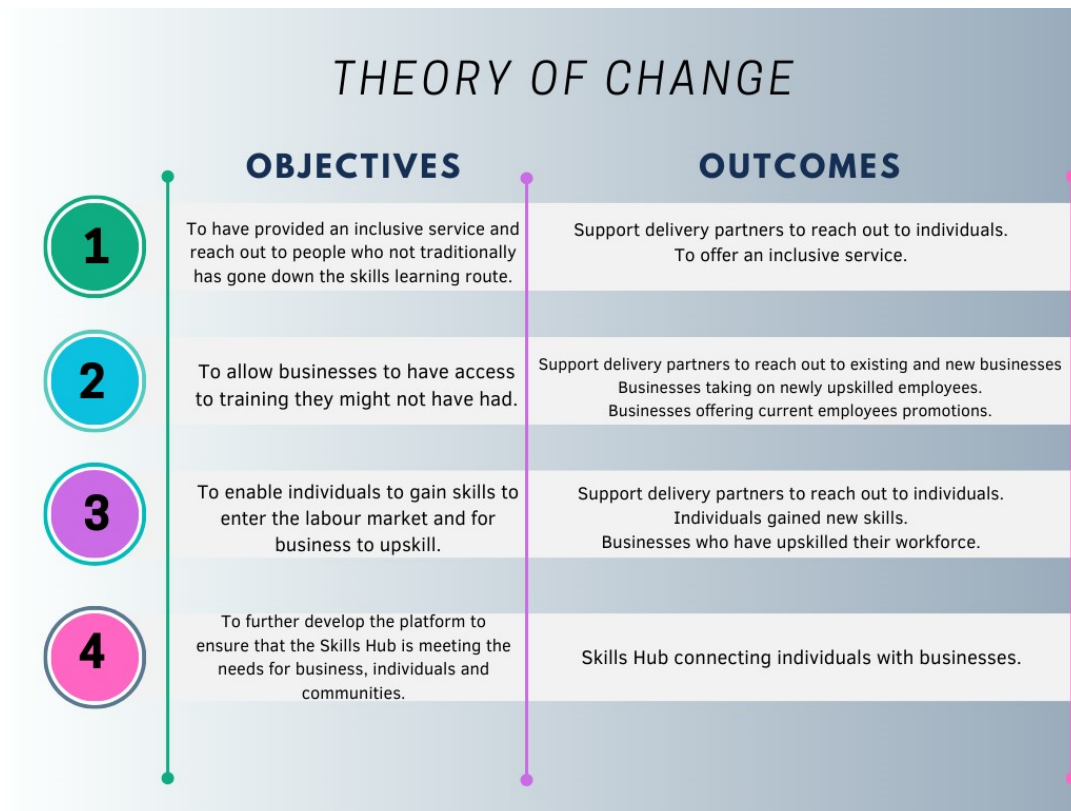 THEORY OF CHANGE
OBJECTIVES
OUTCOMES
1
To have provided an inclusive service and
reach out to people who not traditionally
has gone down the skills learning route.
Support delivery partners to reach out to individuals.
To offer an inclusive service.
2
To allow businesses to have access
to training they might not have had.
Support delivery partners to reach out to existing and new businesses
Businesses taking on newly upskilled employees.
Businesses offering current employees promotions.
3
To enable individuals to gain skills to
enter the labour market and for
business to upskill.
Support delivery partners to reach out to individuals.
Individuals gained new skills.
Businesses who have upskilled their workforce.
4
To further develop the platform to
ensure that the Skills Hub is meeting the
needs for business, individuals and
communities.
Skills Hub connecting individuals with businesses.